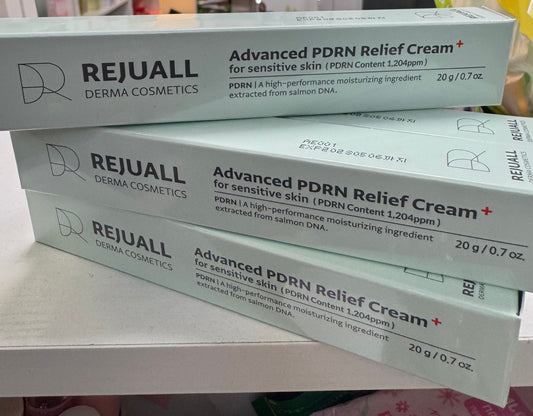 REJUALL
DERMA COSMETICS
Advanced PDRN Relief Cream+
for sensitive skin ( PDRN Content 1,204ppm )
PDRN | A high-performance moisturizing ingredient
extracted from salmon DNA.
20 g / 0.7 oz.
REJUALL
DERMA COSMETICS
AE001
Advanced PDRN Relief Cream+
for sensitive skin ( PDRN Content 1,204ppm )
PDRN | A high-performance moisturizing ingredient
extracted from salmon DNA.
20 g / 0.7 oz.
REJUALL
REJUALL
REJUALL
DERMA COSMETICS
Advanced PDRN Relief Cream+
for sensitive skin ( PDRN Content 1,204ppm )
PDRN | A high-performance moisturizing ingredient
extracted from salmon DNA.
20 g / 0.7 oz.